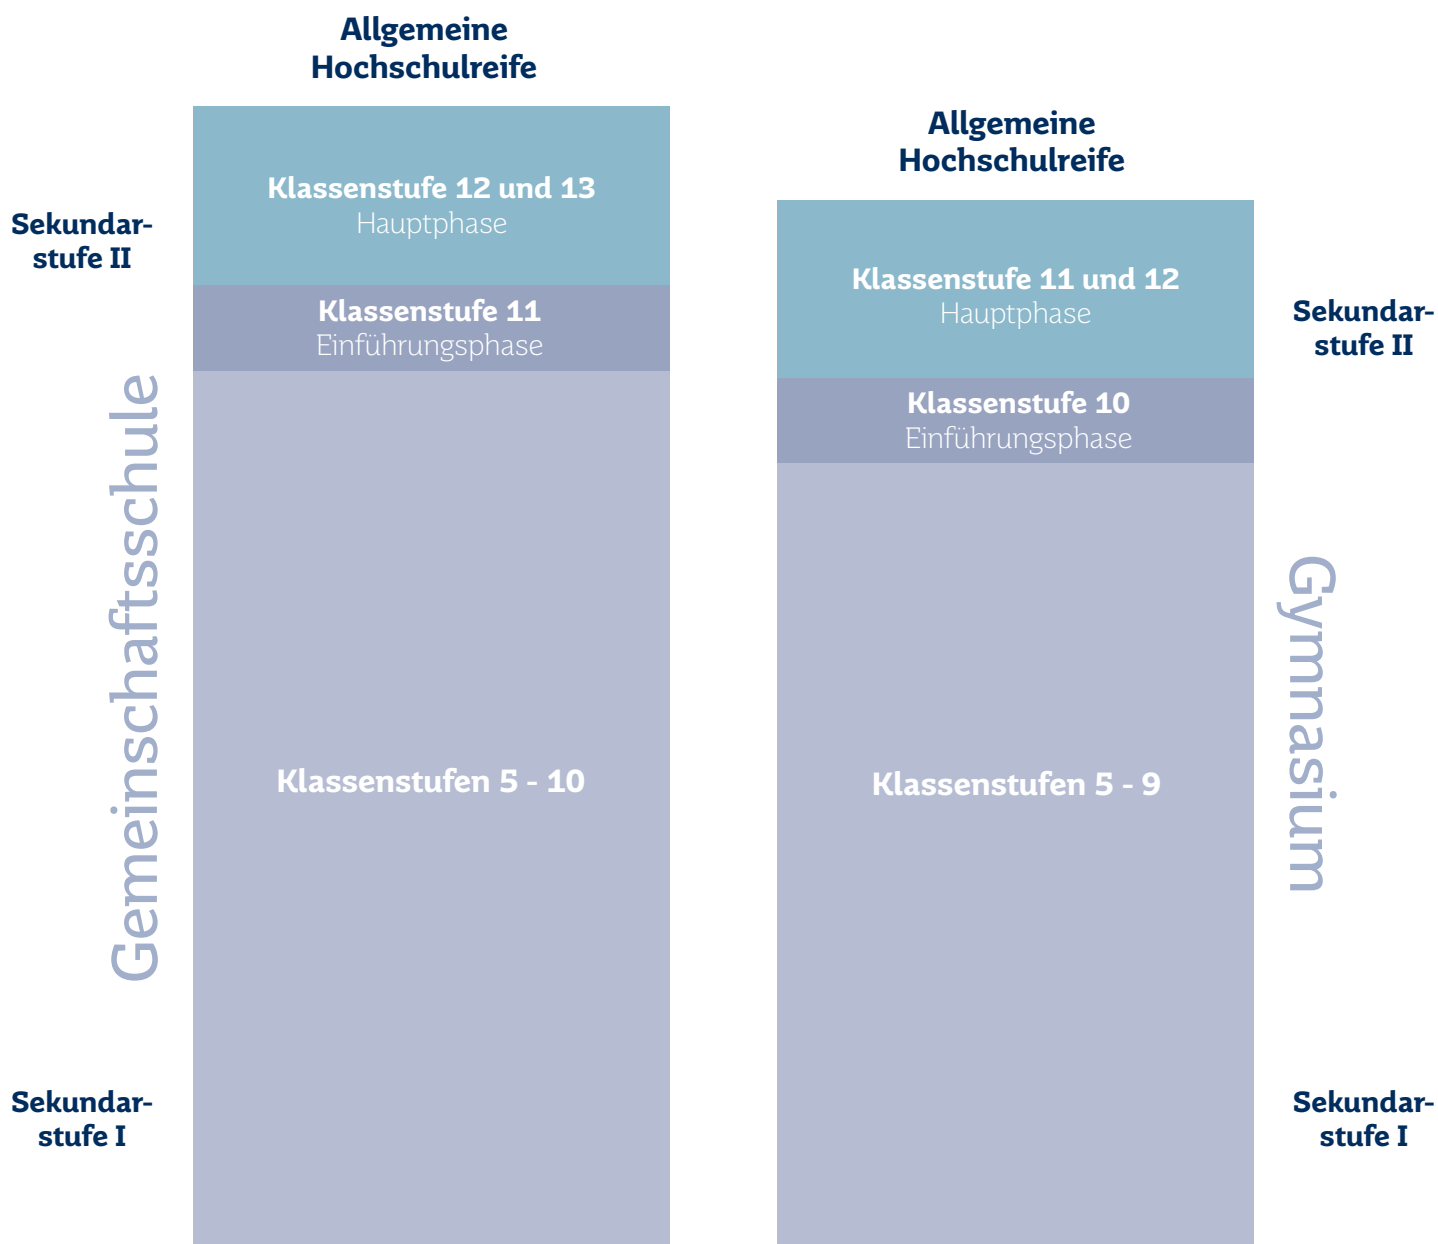 Allgemeine
Hochschulreife
Klassenstufe 12 und 13
Hauptphase
Sekundar-
stufe II
Klassenstufe 11
Einführungsphase
Gemeinschaftsschule
Klassenstufen 5 - 10
Sekundar-
stufe I
Allgemeine
Hochschulreife
Klassenstufe 11 und 12
Hauptphase
Sekundar-
stufe II
Klassenstufe 10
Einführungsphase
Gymnasium
Klassenstufen 5 - 9
Sekundar-
stufe I